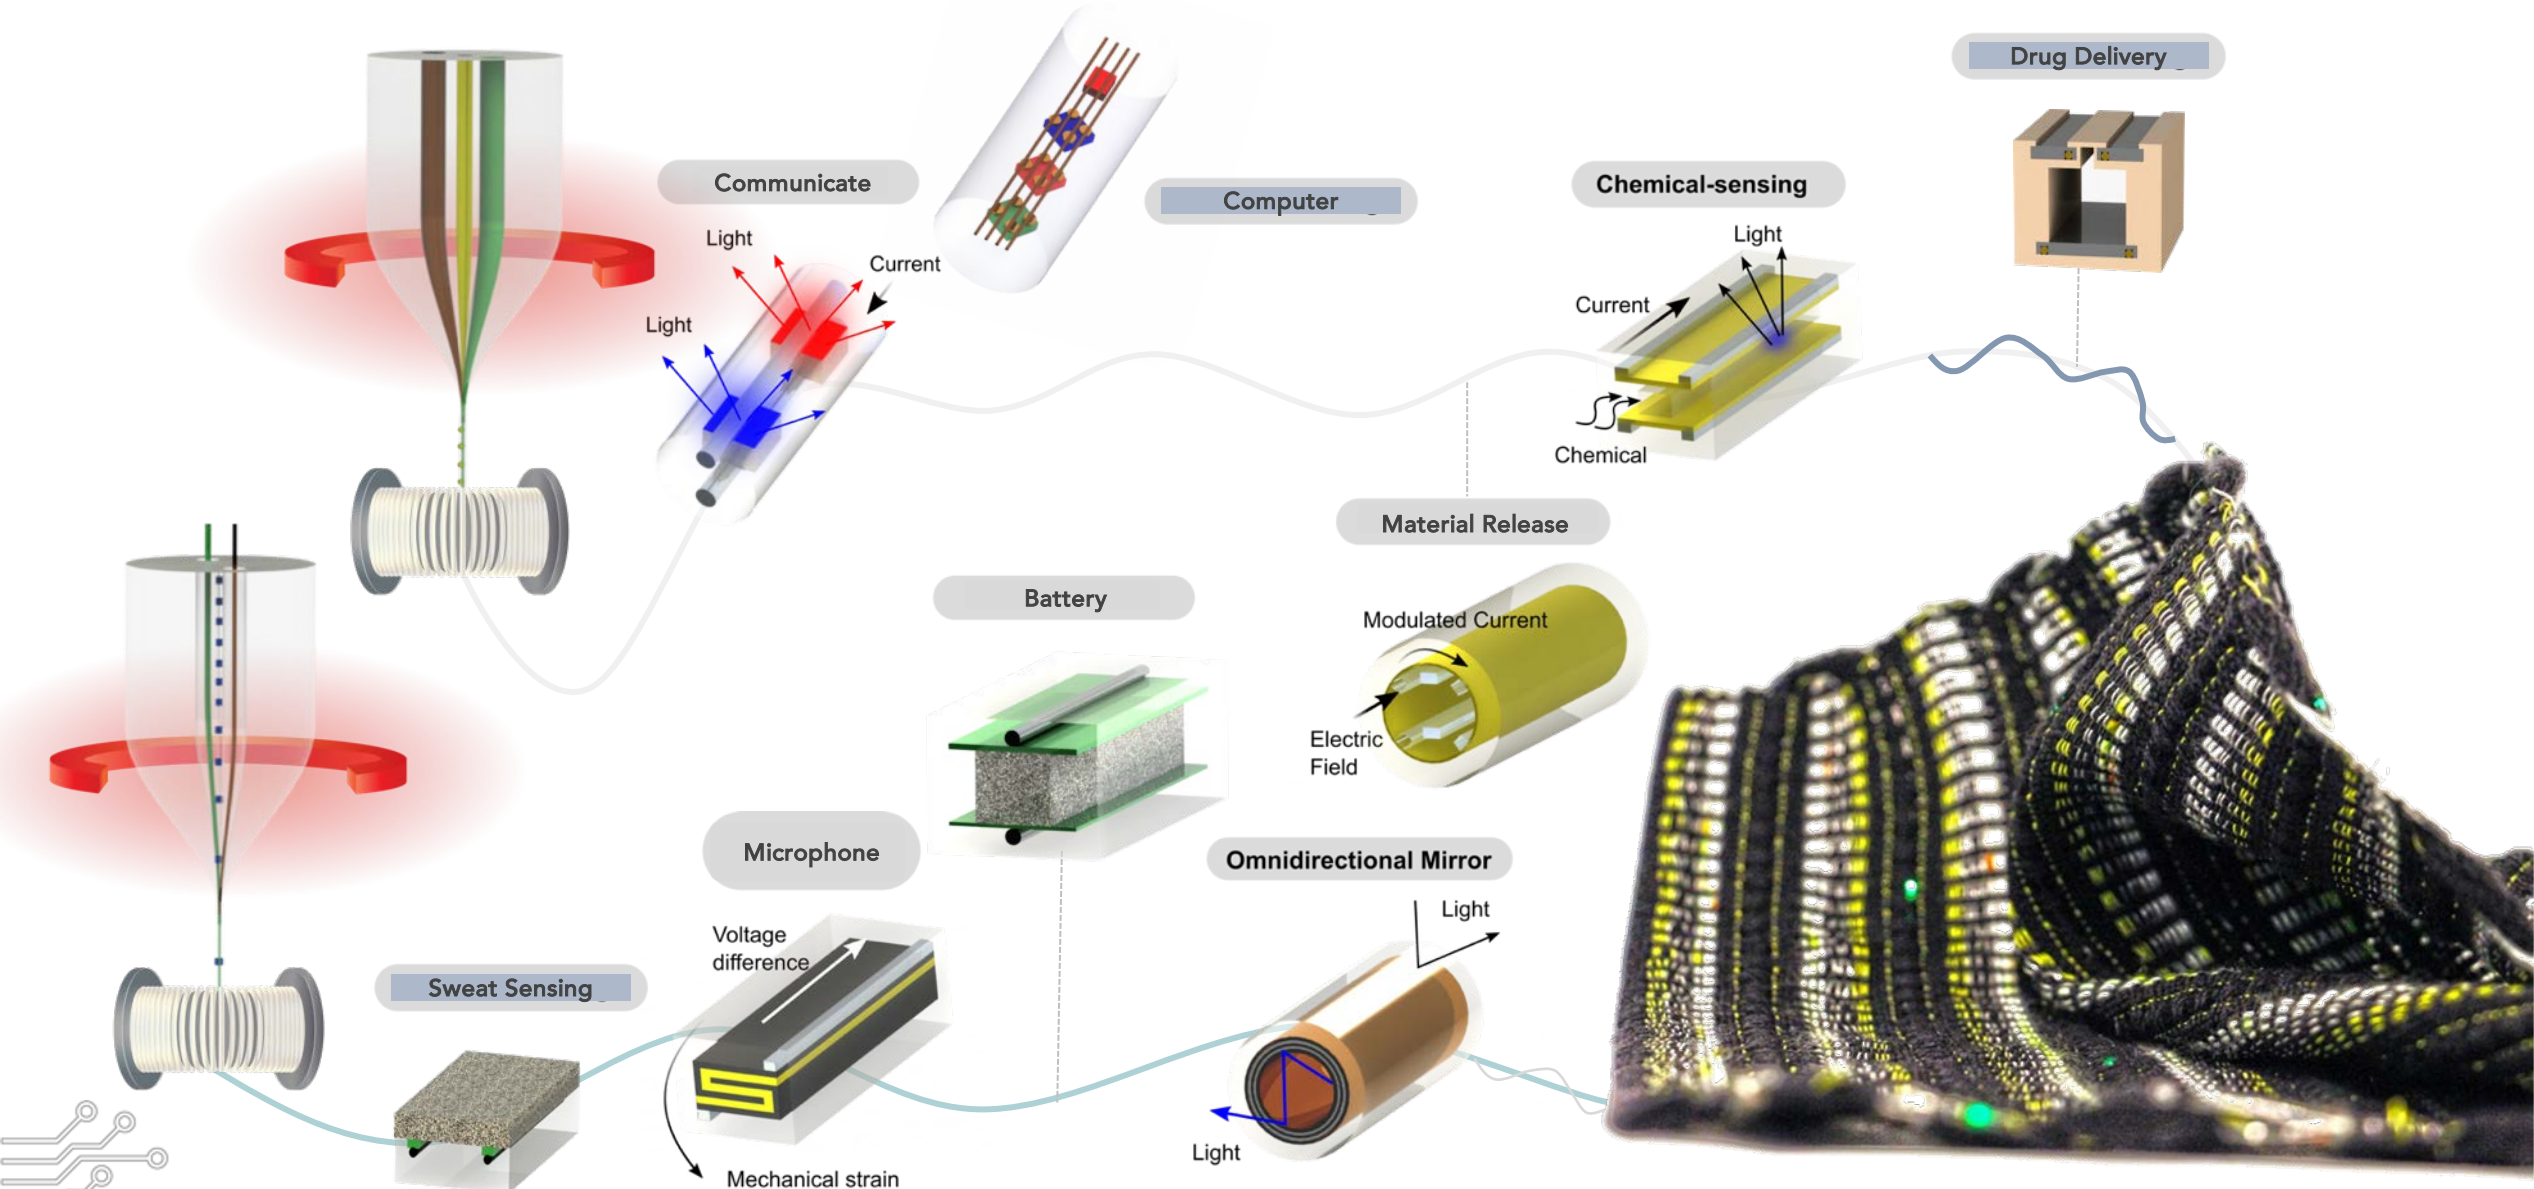 Drug Delivery
Communicate
Computer
Chemical-sensing
Light
Current
Light
Light
Current
Chemical
Material Release
Modulated Current
Electric
Field
Battery
Microphone
Voltage
difference
Mechanical strain
Omnidirectional Mirror
Light
Light
Sweat Sensing